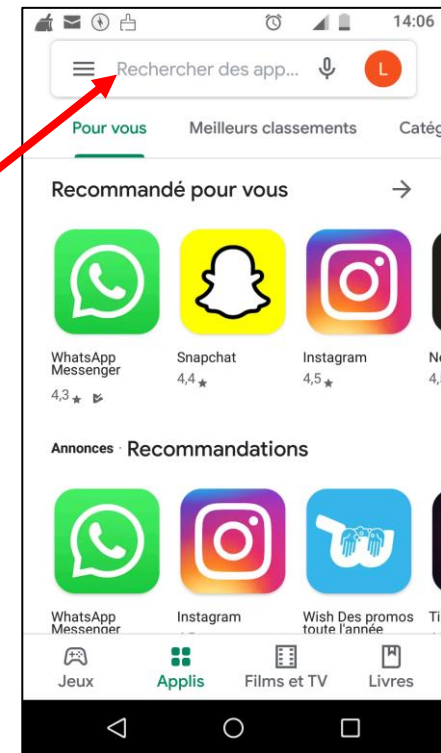 14:06
Rechercher des app...
L
Pour vous
Meilleurs classements
Catég
Recommandé pour vous
WhatsApp
Messenger
4,3
Snapchat
4,4
Instagram
4,5
Annonces · Recommandations
WhatsApp
Messenger
Instagram
Wish Des promos
toute l'année
Jeux
Applis
Films et TV
Livres